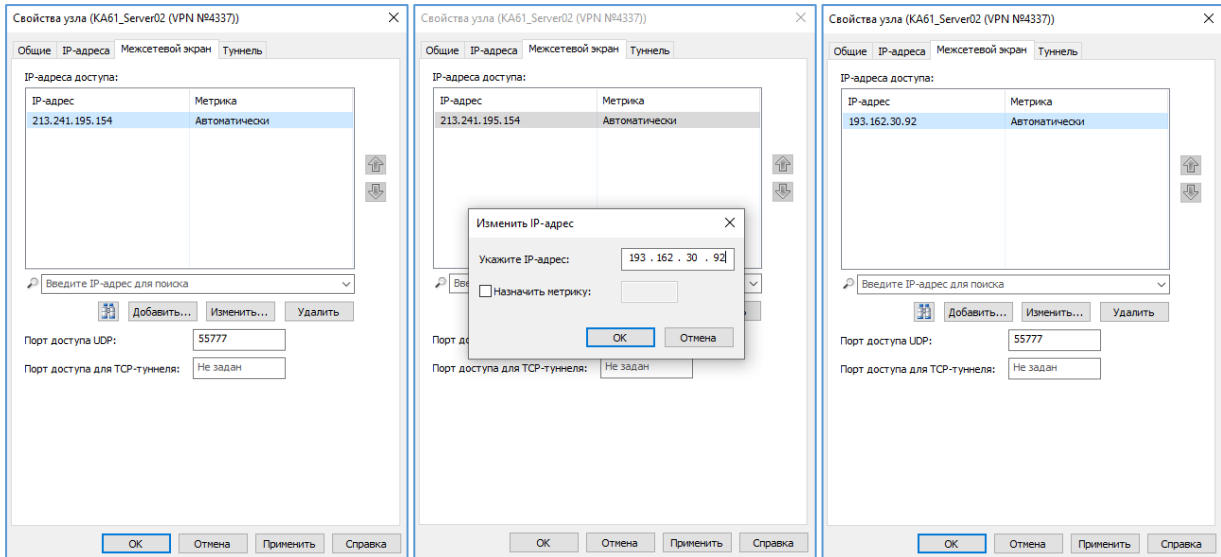 Свойства узла (KA61_Server02 (VPN №4337))
Общие IP-адреса Межсетевой экран Туннель
IP-адреса доступа:
IP-адрес Метрика
213.241.195.154 Автоматически
Введите IP-адрес для поиска
Добавить... Изменить... Удалить
Порт доступа UDP: 55777
Порт доступа для TCP-туннеля: Не задан
ОК Отмена Применить Справка
Свойства узла (KA61_Server02 (VPN №4337))
Общие IP-адреса Межсетевой экран Туннель
IP-адреса доступа:
IP-адрес Метрика
213.241.195.154 Автоматически
Изменить IP-адрес
Укажите IP-адрес: 193 . 162 . 30 . 92
Назначить метрику:
ОК Отмена
Порт доступа для TCP-туннеля: Не задан
ОК Отмена Применить Справка
Свойства узла (KA61_Server02 (VPN №4337))
Общие IP-адреса Межсетевой экран Туннель
IP-адреса доступа:
IP-адрес Метрика
193.162.30.92 Автоматически
Введите IP-адрес для поиска
Добавить... Изменить... Удалить
Порт доступа UDP: 55777
Порт доступа для TCP-туннеля: Не задан
ОК Отмена Применить Справка